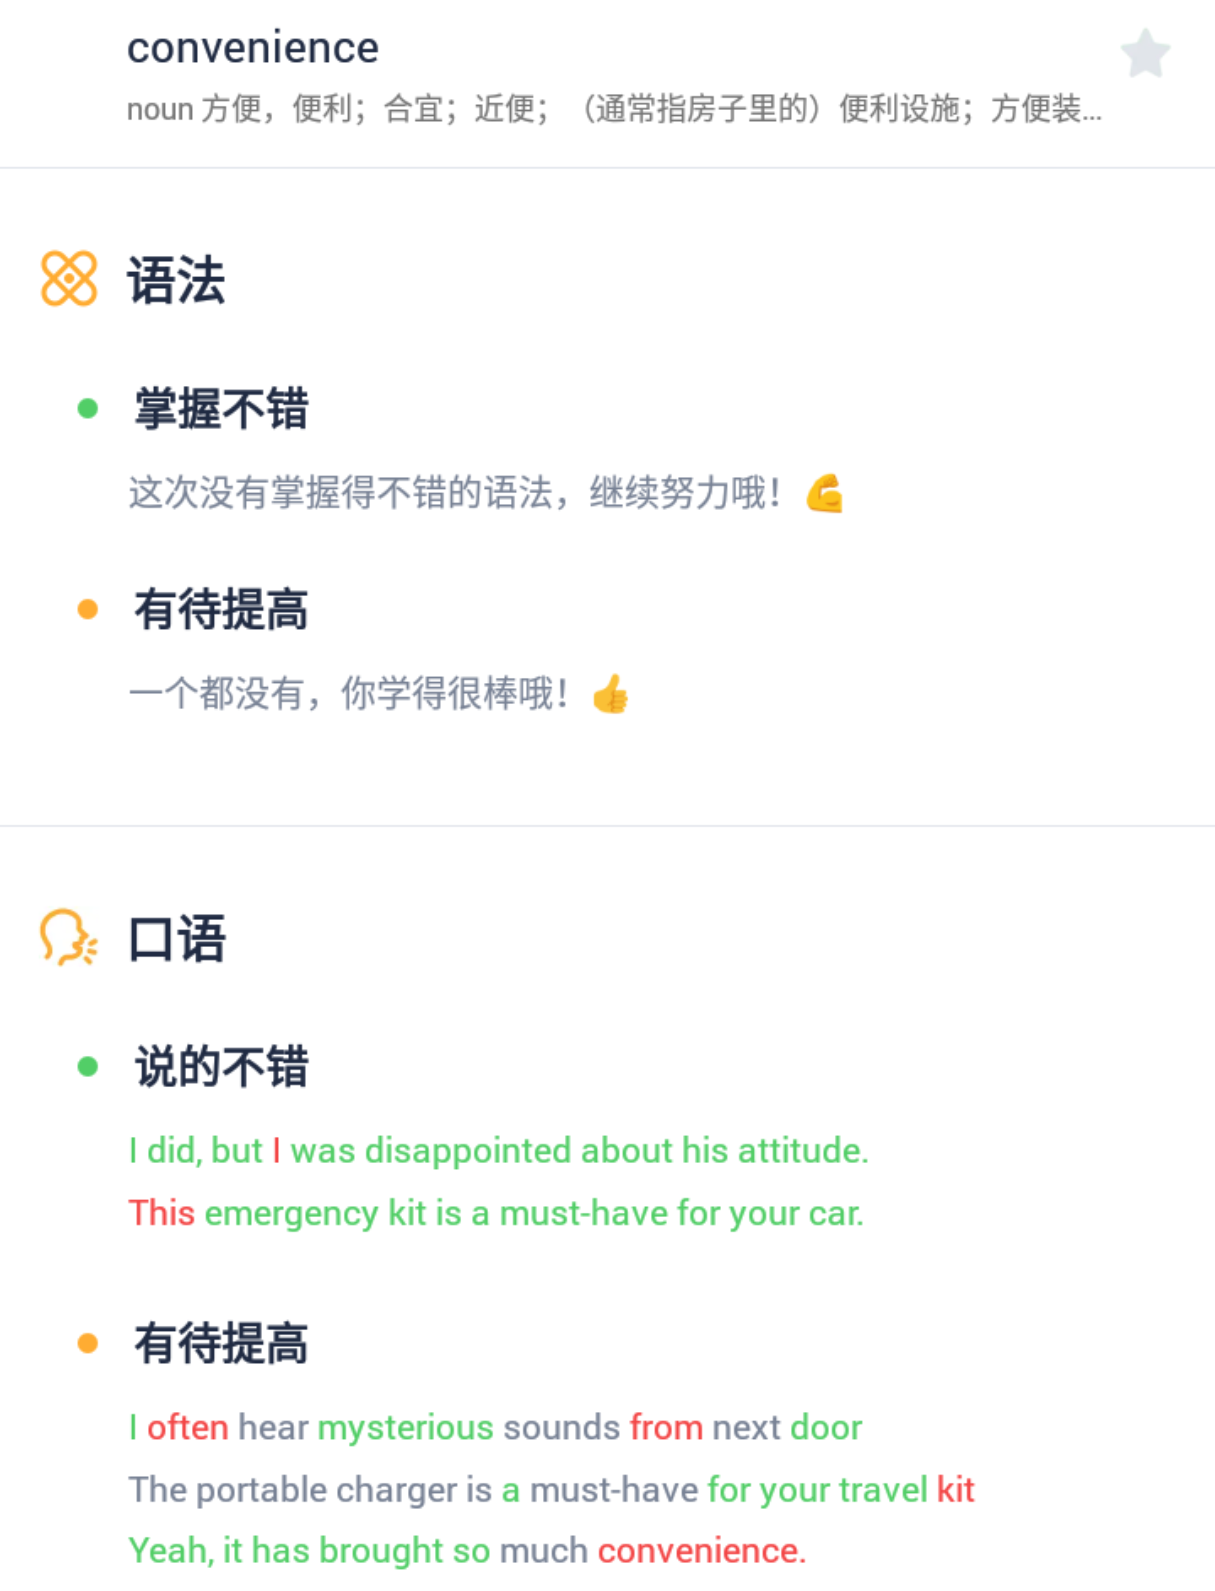 convenience
noun 方便，便利；合宜；近便；（通常指房子里的）便利设施；方便装...
语法
掌握不错
这次没有掌握得不错的语法，继续努力哦！💪
有待提高
一个都没有，你学得很棒哦！👍
口语
说的不错
I did, but I was disappointed about his attitude.
This emergency kit is a must-have for your car.
有待提高
I often hear mysterious sounds from next door
The portable charger is a must-have for your travel kit
Yeah, it has brought so much convenience.